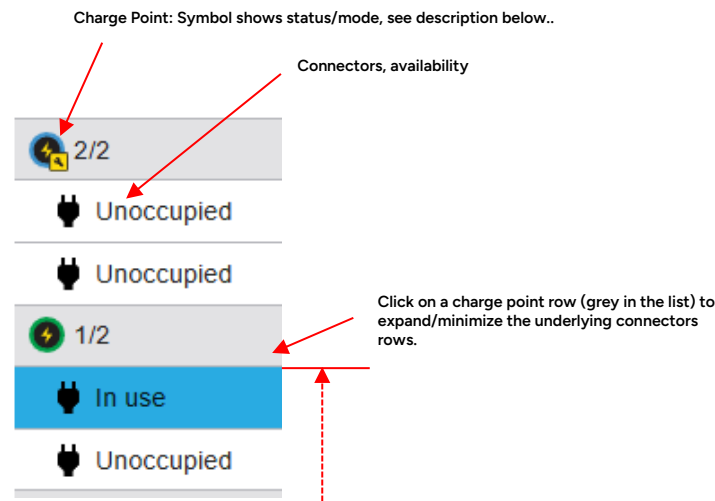 Charge Point: Symbol shows status/mode, see description below..
Connectors, availability
2/2
Unoccupied
Unoccupied
Click on a charge point row (grey in the list) to
expand/minimize the underlying connectors
rows.
1/2
In use
Unoccupied